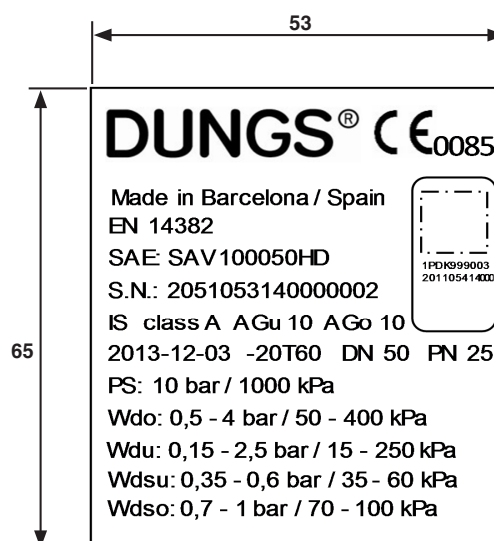 53
65
DUNGS® CE0085
Made in Barcelona / Spain
EN 14382
SAE: SAV100050HD
S.N.: 2051053140000002
1PDK999003
201105414000
IS class A AGu 10 AGo 10
2013-12-03 -20T60 DN 50 PN 25
PS: 10 bar / 1000 kPa
Wdo: 0,5 - 4 bar / 50 - 400 kPa
Wdu: 0,15 - 2,5 bar / 15 - 250 kPa
Wdsu: 0,35 - 0,6 bar / 35 - 60 kPa
Wdso: 0,7 - 1 bar / 70 - 100 kPa